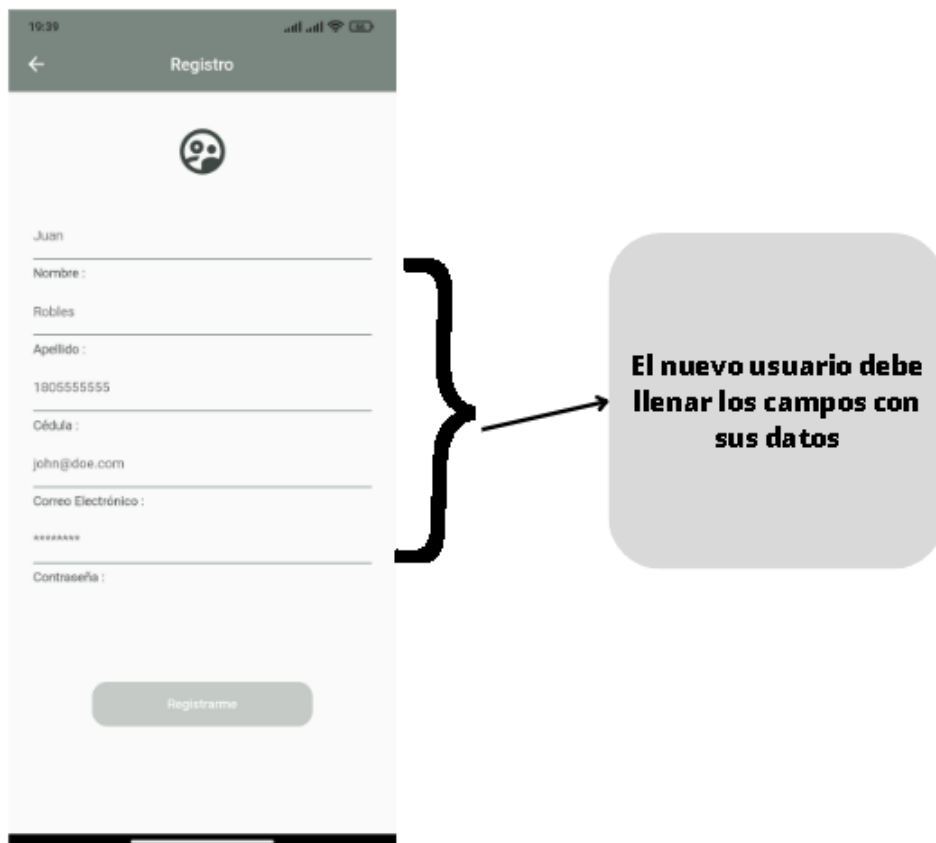 19:39
Registro
Juan
Nombre :
Robles
Apellido :
1805555555
Cédula :
john@doe.com
Correo Electrónico :
********
Contraseña :
Registrarme
El nuevo usuario debe
llenar los campos con
sus datos